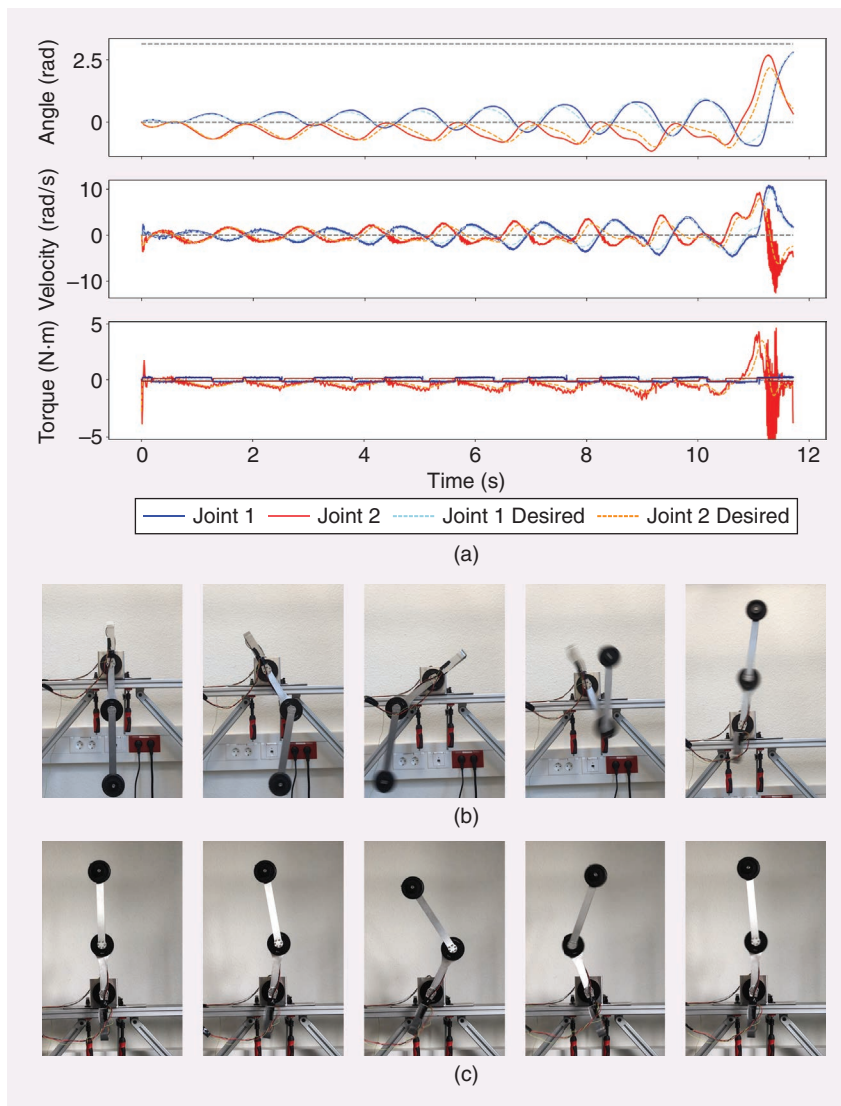 Angle (rad)
2.5
0
Velocity (rad/s)
10
0
−10
Torque (N·m)
5
0
−5
0 2 4 6 8 10 12
Time (s)
Joint 1 Joint 2 Joint 1 Desired Joint 2 Desired
(a)
(b)
(c)